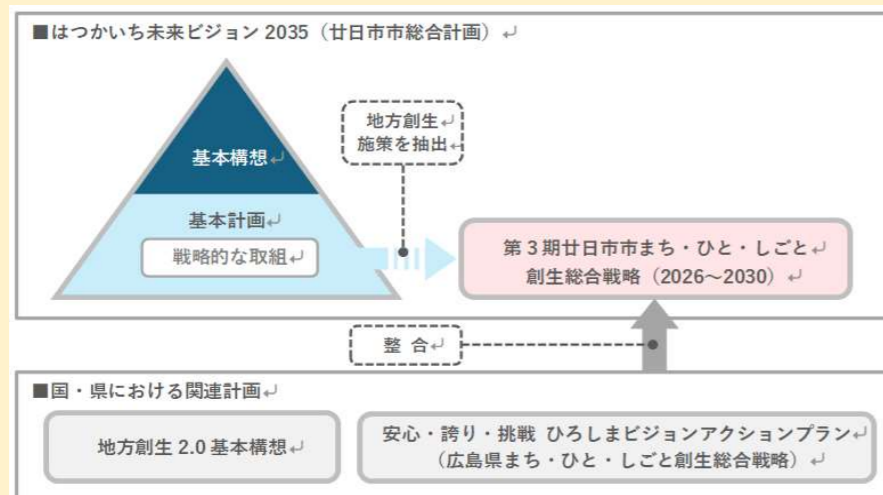 ■はつかいち未来ビジョン 2035（廿日市市総合計画）↵
地方創生↵
施策を抽出↵
基本構想↵
基本計画↵
戦略的な取組↵
第３期廿日市市まち・ひと・しごと↵
創生総合戦略（2026～2030）↵
整 合↵
■国・県における関連計画↵
地方創生 2.0 基本構想↵
安心・誇り・挑戦 ひろしまビジョンアクションプラン↵
（広島県まち・ひと・しごと創生総合戦略）↵